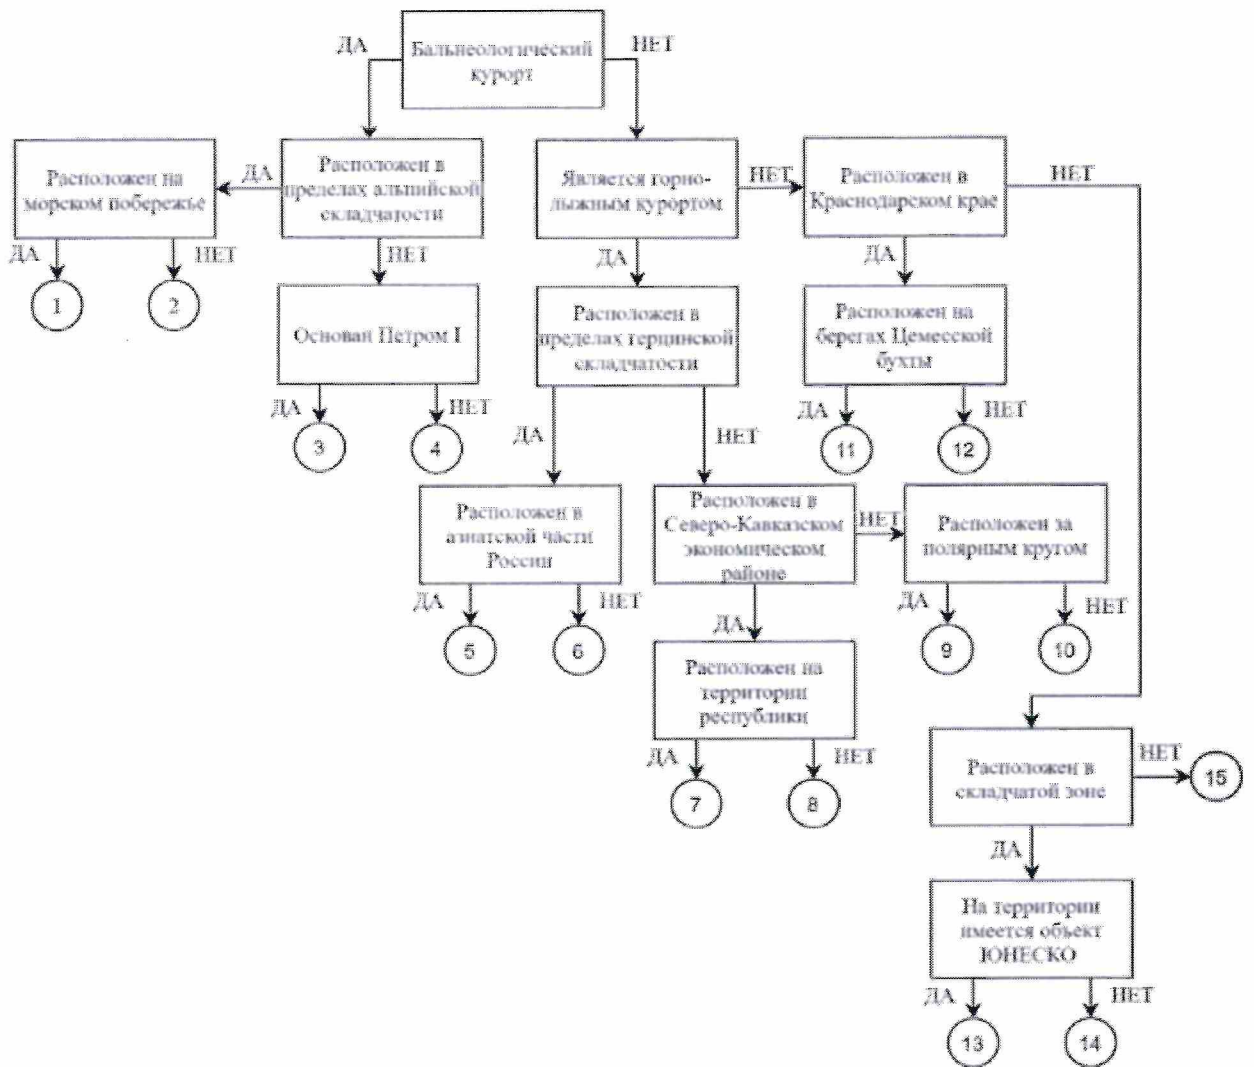 ДА
НЕТ
Бальнеологический
курорт
Расположен на
морском побережье
ДА
Расположен в
пределах альпийской
складчатости
Является горно-
лыжным курортом
НЕТ
Расположен в
Краснодарском крае
НЕТ
ДА
НЕТ
НЕТ
ДА
ДА
1
2
Основан Петром I
Расположен в
пределах герцинской
складчатости
Расположен на
берегах Цемесской
бухты
ДА
НЕТ
ДА
НЕТ
ДА
НЕТ
3
4
11
12
Расположен в
азиатской части
России
Расположен в
Северо-Кавказском
экономическом
районе
НЕТ
Расположен за
полярным кругом
ДА
НЕТ
ДА
ДА
НЕТ
5
6
9
10
Расположен на
территории
республики
ДА
НЕТ
7
8
Расположен в
складчатой зоне
НЕТ
15
ДА
На территории
имеется объект
ЮНЕСКО
ДА
НЕТ
13
14